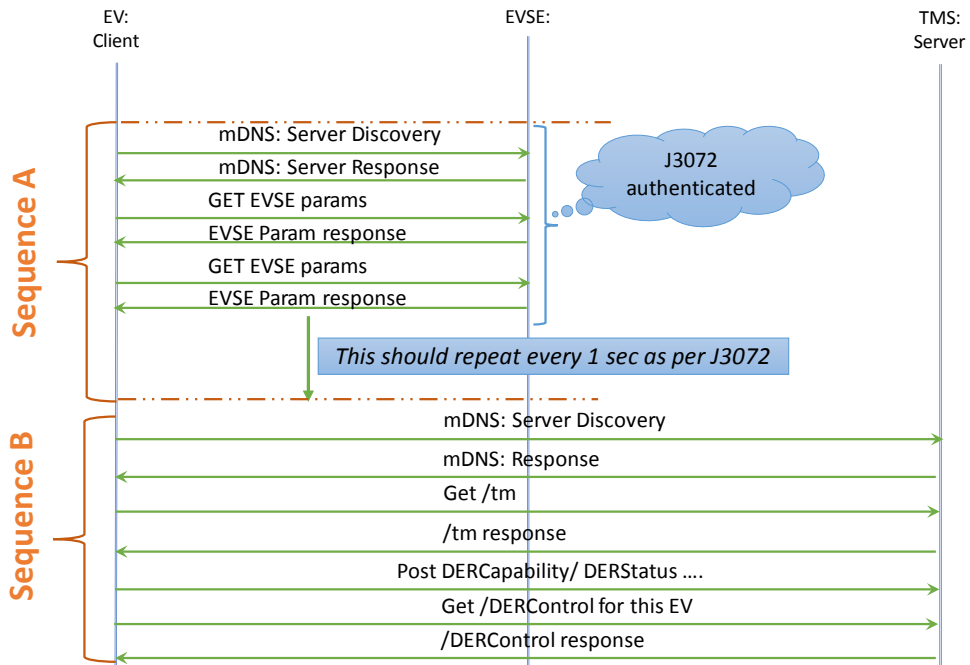 EV:
Client
EVSE:
TMS:
Server
Sequence A
mDNS: Server Discovery
mDNS: Server Response
GET EVSE params
EVSE Param response
GET EVSE params
EVSE Param response
J3072
authenticated
This should repeat every 1 sec as per J3072
Sequence B
mDNS: Server Discovery
mDNS: Response
Get /tm
/tm response
Post DERCapability/ DERStatus ....
Get /DERControl for this EV
/DERControl response